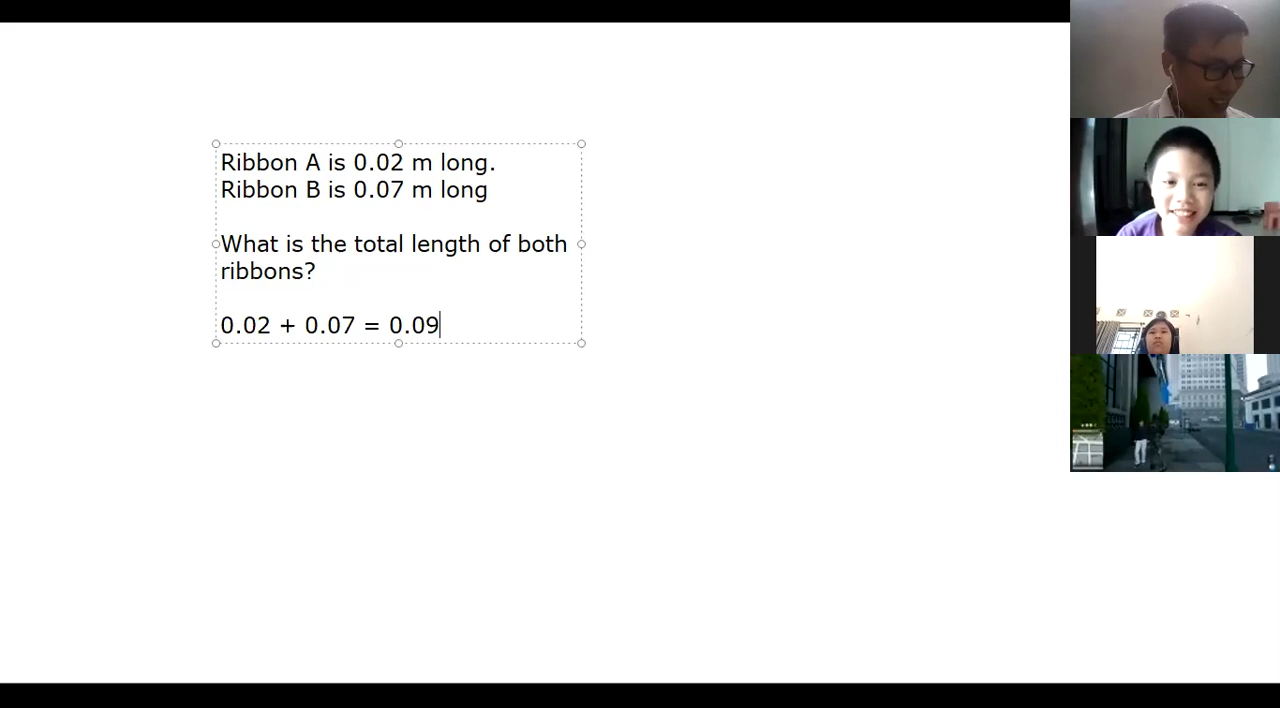 Ribbon A is 0.02 m long.
Ribbon B is 0.07 m long
What is the total length of both
ribbons?
0.02 + 0.07 = 0.09